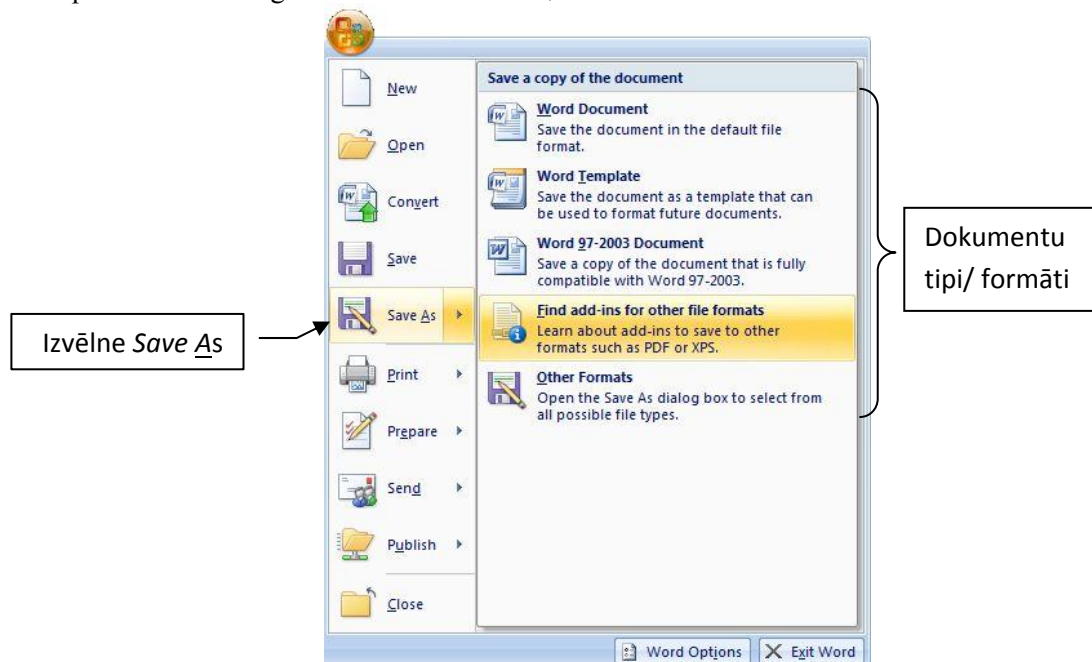 New
Open
Convert
Save
Save As
Print
Prepare
Send
Publish
Close
Save a copy of the document
Word Document
Save the document in the default file
format.
Word Template
Save the document as a template that can
be used to format future documents.
Word 97-2003 Document
Save a copy of the document that is fully
compatible with Word 97-2003.
Find add-ins for other file formats
Learn about add-ins to save to other
formats such as PDF or XPS.
Other Formats
Open the Save As dialog box to select from
all possible file types.
Word Options
Exit Word
Izvēlne Save As
Dokumentu
tipi/ formāti